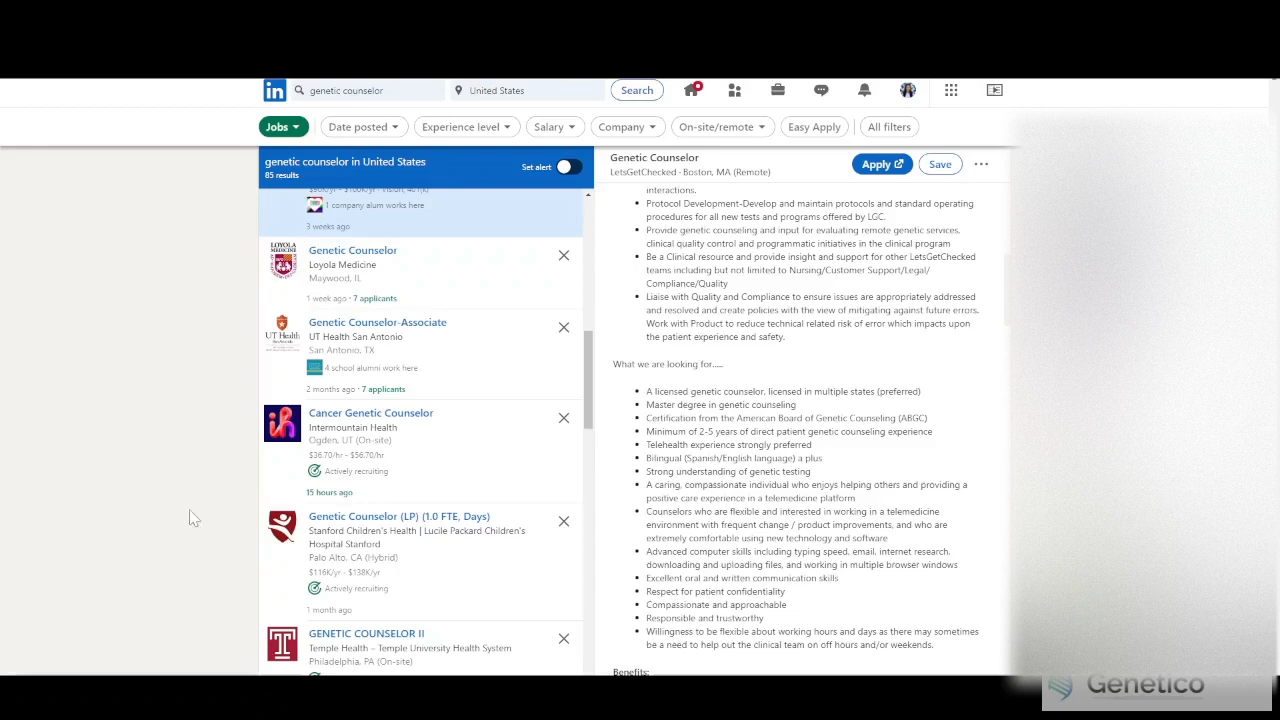 in
genetic counselor
United States
Search
Jobs
Date posted
Experience level
Salary
Company
On-site/remote
Easy Apply
All filters
genetic counselor in United States
85 results
Set alert
$90K/yr - $100K/yr · Vision, 401(k)
1 company alum works here
3 weeks ago
Genetic Counselor
Loyola Medicine
Maywood, IL
1 week ago · 7 applicants
Genetic Counselor-Associate
UT Health San Antonio
San Antonio, TX
4 school alumni work here
2 months ago · 7 applicants
Cancer Genetic Counselor
Intermountain Health
Ogden, UT (On-site)
$36.70/hr - $56.70/hr
Actively recruiting
15 hours ago
Genetic Counselor (LP) (1.0 FTE, Days)
Stanford Children's Health | Lucile Packard Children's
Hospital Stanford
Palo Alto, CA (Hybrid)
$116K/yr - $138K/yr
Actively recruiting
1 month ago
GENETIC COUNSELOR II
Temple Health – Temple University Health System
Philadelphia, PA (On-site)
Genetic Counselor
LetsGetChecked · Boston, MA (Remote)
Apply
Save
interactions.
Protocol Development-Develop and maintain protocols and standard operating
procedures for all new tests and programs offered by LGC.
Provide genetic counseling and input for evaluating remote genetic services,
clinical quality control and programmatic initiatives in the clinical program
Be a Clinical resource and provide insight and support for other LetsGetChecked
teams including but not limited to Nursing/Customer Support/Legal/
Compliance/Quality
Liaise with Quality and Compliance to ensure issues are appropriately addressed
and resolved and create policies with the view of mitigating against future errors.
Work with Product to reduce technical related risk of error which impacts upon
the patient experience and safety.
What we are looking for.....
A licensed genetic counselor, licensed in multiple states (preferred)
Master degree in genetic counseling
Certification from the American Board of Genetic Counseling (ABGC)
Minimum of 2-5 years of direct patient genetic counseling experience
Telehealth experience strongly preferred
Bilingual (Spanish/English language) a plus
Strong understanding of genetic testing
A caring, compassionate individual who enjoys helping others and providing a
positive care experience in a telemedicine platform
Counselors who are flexible and interested in working in a telemedicine
environment with frequent change / product improvements, and who are
extremely comfortable using new technology and software
Advanced computer skills including typing speed, email, internet research,
downloading and uploading files, and working in multiple browser windows
Excellent oral and written communication skills
Respect for patient confidentiality
Compassionate and approachable
Responsible and trustworthy
Willingness to be flexible about working hours and days as there may sometimes
be a need to help out the clinical team on off hours and/or weekends.
Benefits:
Genetico